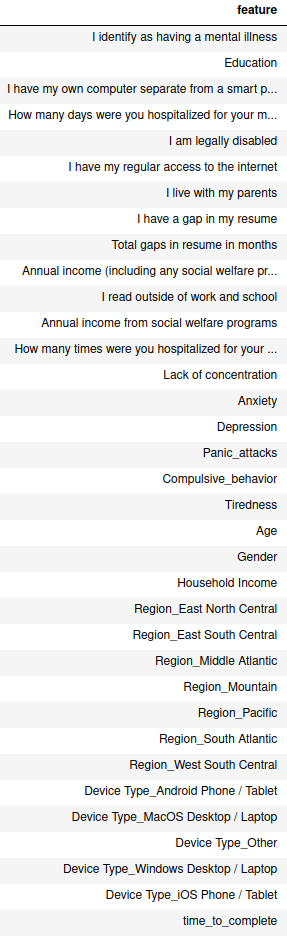 feature
I identify as having a mental illness
Education
I have my own computer separate from a smart p...
How many days were you hospitalized for your m...
I am legally disabled
I have my regular access to the internet
I live with my parents
I have a gap in my resume
Total gaps in resume in months
Annual income (including any social welfare pr...
I read outside of work and school
Annual income from social welfare programs
How many times were you hospitalized for your ...
Lack of concentration
Anxiety
Depression
Panic_attacks
Compulsive_behavior
Tiredness
Age
Gender
Household Income
Region_East North Central
Region_East South Central
Region_Middle Atlantic
Region_Mountain
Region_Pacific
Region_South Atlantic
Region_West South Central
Device Type_Android Phone / Tablet
Device Type_MacOS Desktop / Laptop
Device Type_Other
Device Type_Windows Desktop / Laptop
Device Type_iOS Phone / Tablet
time_to_complete